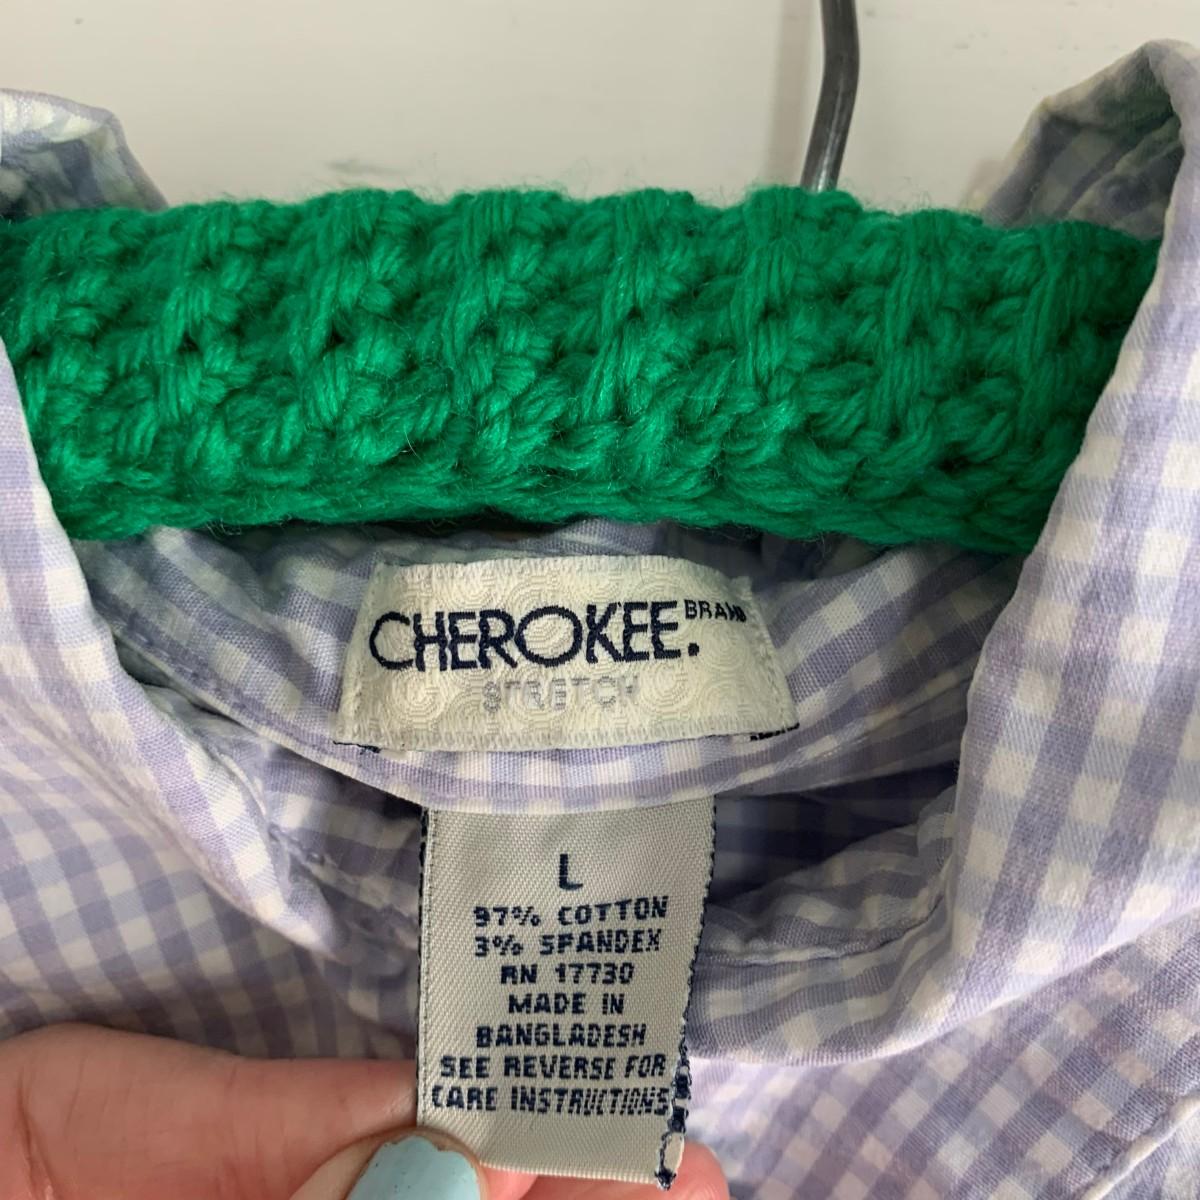 CHEROKEE. BRAND
STRETCH
L
97% COTTON
3% SPANDEX
RN 17730
MADE IN
BANGLADESH
SEE REVERSE FOR
CARE INSTRUCTIONS